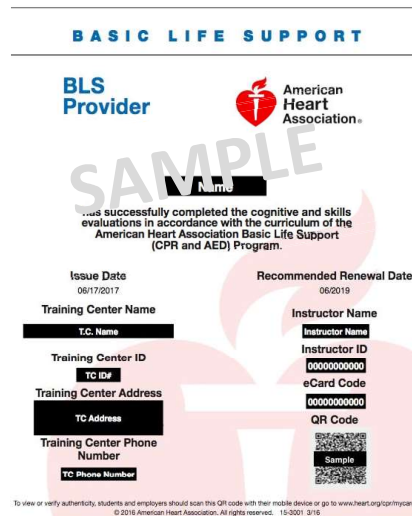 BASIC LIFE SUPPORT
BLS
Provider
American
Heart
Association®
SAMPLE
Name
has successfully completed the cognitive and skills
evaluations in accordance with the curriculum of the
American Heart Association Basic Life Support
(CPR and AED) Program.
Issue Date
06/17/2017
Training Center Name
T.C. Name
Training Center ID
TC ID#
Training Center Address
TC Address
Training Center Phone
Number
TC Phone Number
Recommended Renewal Date
06/2019
Instructor Name
Instructor Name
Instructor ID
00000000000
eCard Code
00000000000
QR Code
Sample
To view or verify authenticity, students and employers should scan this QR code with their mobile device or go to www.heart.org/cpr/mycar
© 2016 American Heart Association. All rights reserved. 15-3001 3/16